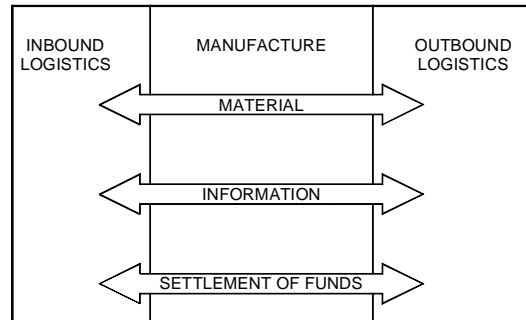 INBOUND
LOGISTICS
MANUFACTURE
OUTBOUND
LOGISTICS
MATERIAL
INFORMATION
SETTLEMENT OF FUNDS